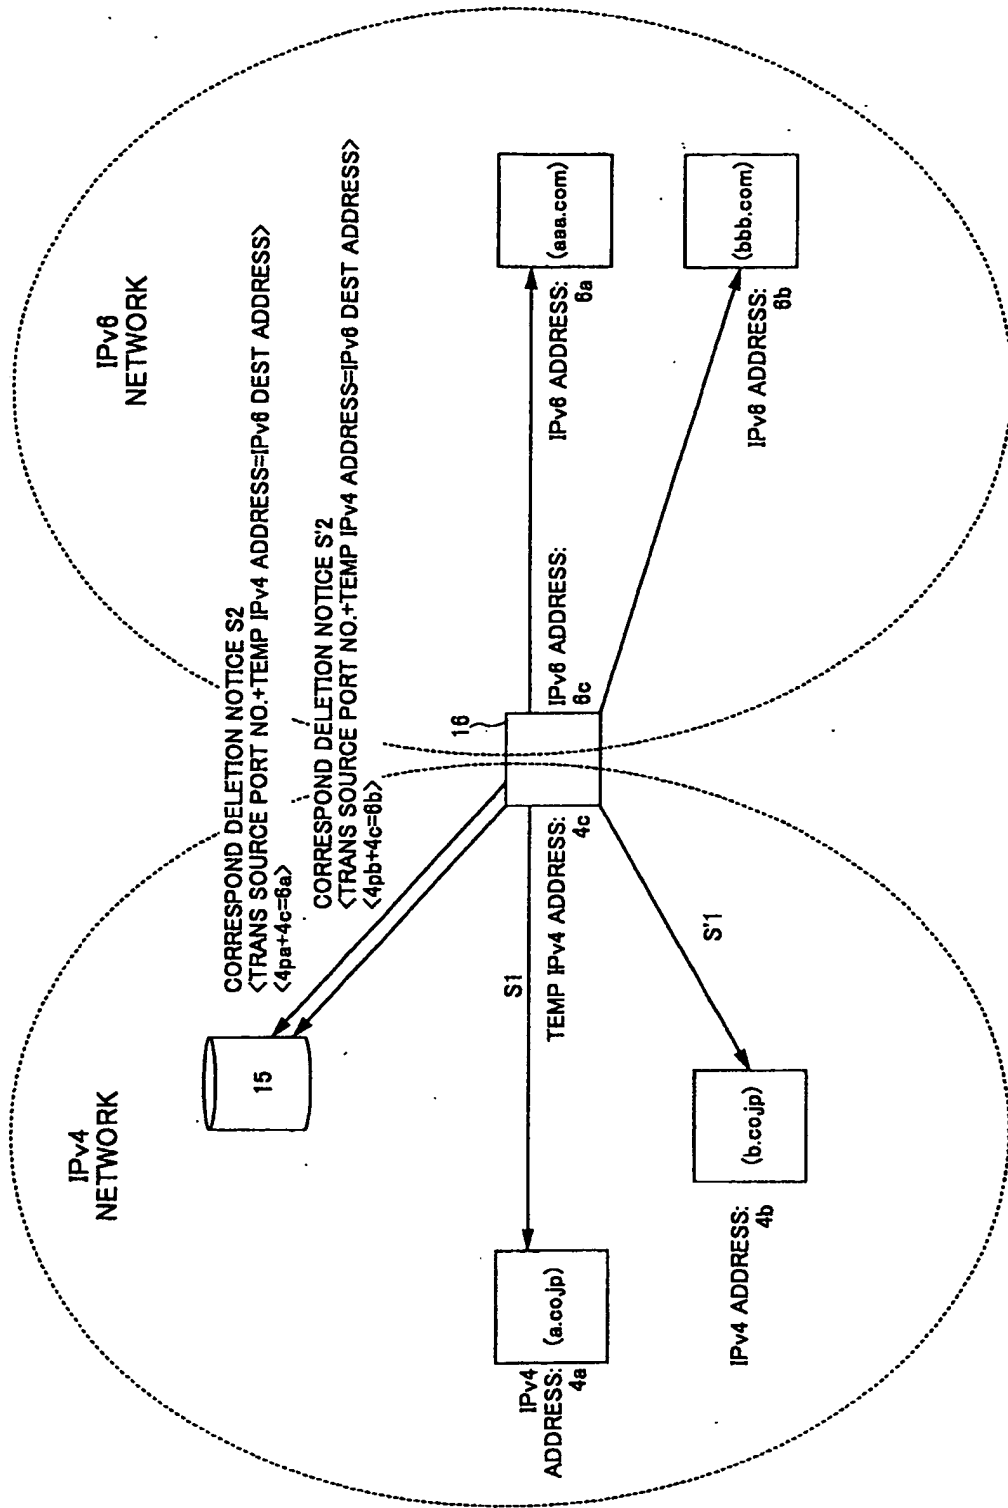 IPv4
NETWORK
IPv6
NETWORK
CORRESPOND DELETION NOTICE S2
<TRANS SOURCE PORT NO.+TEMP IPv4 ADDRESS=IPv6 DEST ADDRESS>
<4pa+4c=6a>
CORRESPOND DELETION NOTICE S'2
<TRANS SOURCE PORT NO.+TEMP IPv4 ADDRESS=IPv6 DEST ADDRESS>
<4pb+4c=6b>
15
16
S1
TEMP IPv4 ADDRESS:
4c
IPv6 ADDRESS:
6c
IPv4
ADDRESS:
4a
(a.co.jp)
IPv6 ADDRESS:
6a
(aaa.com)
S'1
IPv4 ADDRESS:
4b
(b.co.jp)
IPv6 ADDRESS:
6b
(bbb.com)